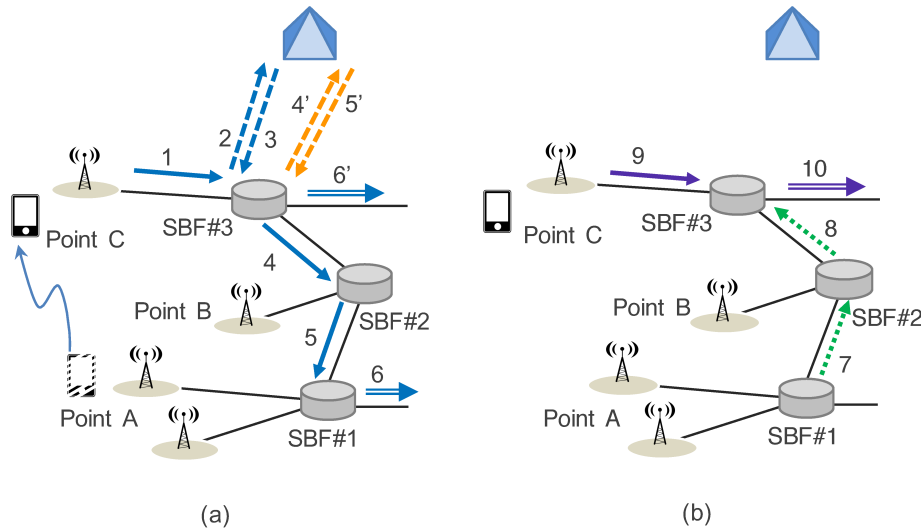 4'
5'
2
3
1
6'
SBF#3
Point C
4
Point B
SBF#2
5
6
Point A
SBF#1
(a)
9
10
SBF#3
Point C
8
Point B
SBF#2
7
Point A
SBF#1
(b)